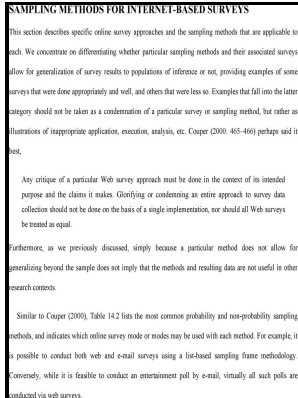 SAMPLING METHODS FOR INTERNET-BASED SURVEYS
This section describes specific online survey approaches and the sampling methods that are applicable to
each. We concentrate on differentiating whether particular sampling methods and their associated surveys
allow for generalization of survey results to populations of inference or not, providing examples of some
surveys that were done appropriately and well, and others that were less so. Examples that fall into the latter
category should not be taken as a condemnation of a particular survey or sampling method, but rather as
illustrations of inappropriate application, execution, analysis, etc. Couper (2000: 465–466) perhaps said it
best,
Any critique of a particular Web survey approach must be done in the context of its intended
purpose and the claims it makes. Glorifying or condemning an entire approach to survey data
collection should not be done on the basis of a single implementation, nor should all Web surveys
be treated as equal.
Furthermore, as we previously discussed, simply because a particular method does not allow for
generalizing beyond the sample does not imply that the methods and resulting data are not useful in other
research contexts.
Similar to Couper (2000), Table 14.2 lists the most common probability and non-probability sampling
methods, and indicates which online survey mode or modes may be used with each method. For example, it
is possible to conduct both web and e-mail surveys using a list-based sampling frame methodology.
Conversely, while it is feasible to conduct an entertainment poll by e-mail, virtually all such polls are
conducted via web surveys.